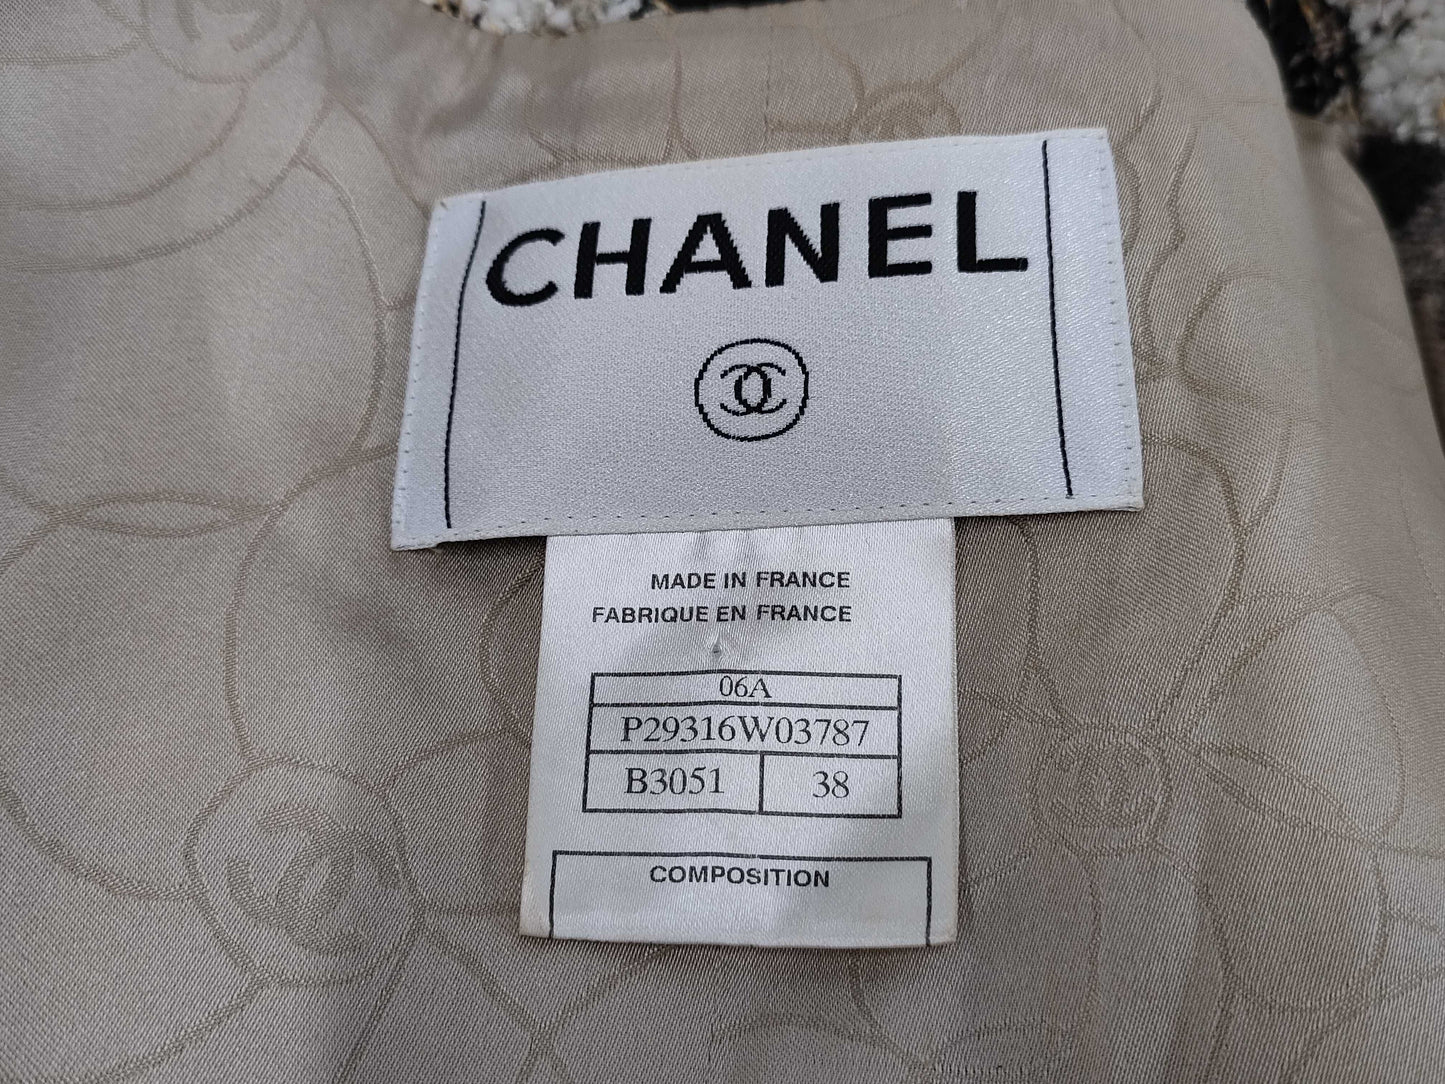 CHANEL
MADE IN FRANCE
FABRIQUE EN FRANCE
06A
P29316W03787
B3051 38
COMPOSITION